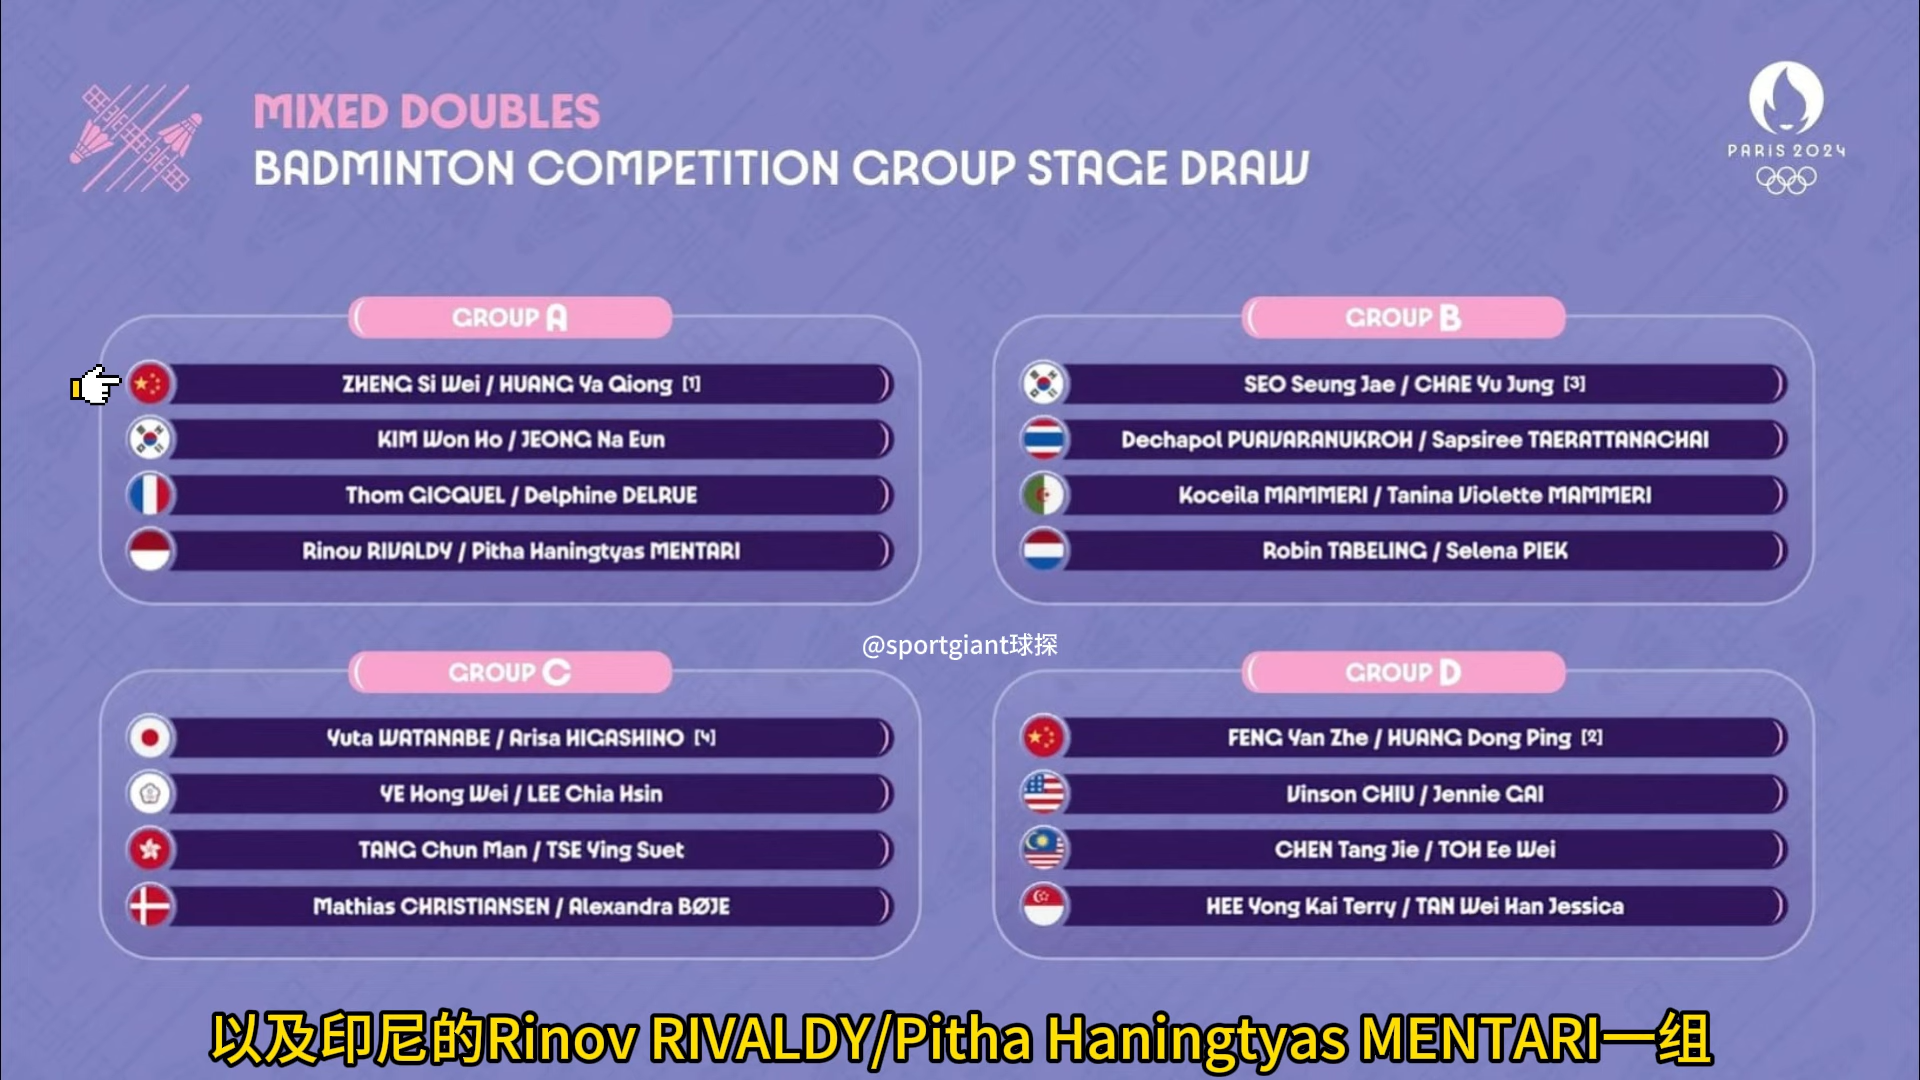 MIXED DOUBLES
BADMINTON COMPETITION GROUP STAGE DRAW
PARIS 2024
GROUP A
ZHENG Si Wei / HUANG Ya Qiong [1]
KIM Won Ho / JEONG Na Eun
Thom GICQUEL / Delphine DELRUE
Rinov RIVALDY / Pitha Haningtyas MENTARI
GROUP B
SEO Seung Jae / CHAE Yu Jung [3]
Dechapol PUAVARANUKROH / Sapsiree TAERATTANACHAI
Koceila MAMMERI / Tanina Violette MAMMERI
Robin TABELING / Selena PIEK
@sportgiant球探
GROUP C
Yuta WATANABE / Arisa HIGASHINO [4]
YE Hong Wei / LEE Chia Hsin
TANG Chun Man / TSE Ying Suet
Mathias CHRISTIANSEN / Alexandra BØJE
GROUP D
FENG Yan Zhe / HUANG Dong Ping [2]
Vinson CHIU / Jennie GAI
CHEN Tang Jie / TOH Ee Wei
HEE Yong Kai Terry / TAN Wei Han Jessica
以及印尼的Rinov RIVALDY/Pitha Haningtyas MENTARI一组